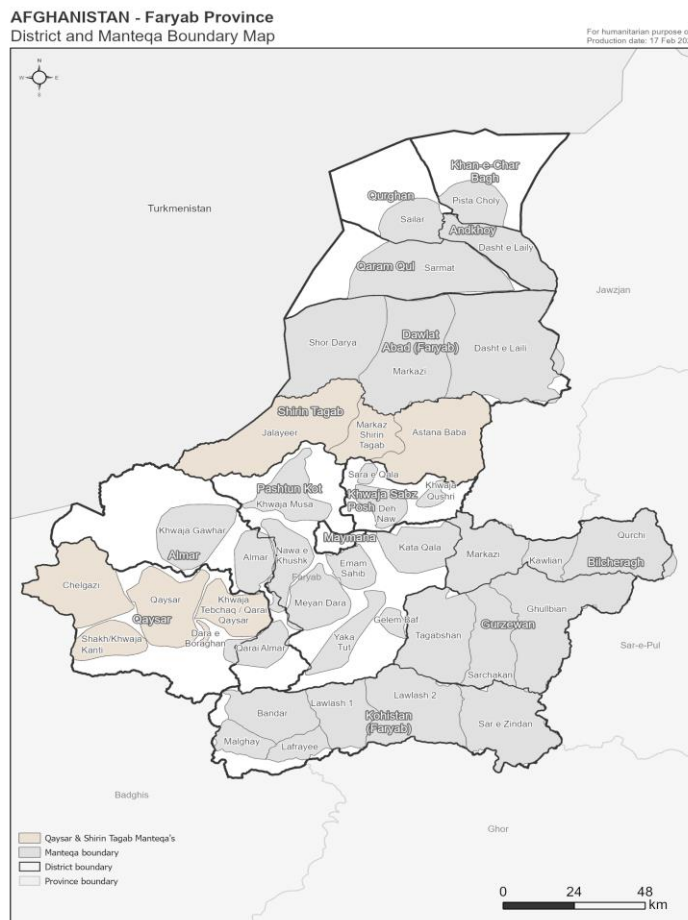 AFGHANISTAN - Faryab Province
District and Manteqa Boundary Map
For humanitarian purpose
Production date: 17 Feb
N
W
E
S
Turkmenistan
Khan-e-Char
Bagh
Pista Choly
Qurghan
Sailar
Andkhoy
Dasht e Laily
Qaram Qul
Sarmat
Jawzjan
Shor Darya
Dawlat
Abad (Faryab)
Dasht e Laili
Markazi
Shirin Tagab
Jalayeer
Markaz
Shirin
Tagab
Astana Baba
Sara e Qala
Khwaja
Qushri
Pashtun Kot
Khwaja Musa
Khwaja Sabz
Posh
Deh
Naw
Khwaja Gawhar
Almar
Almar
Maymana
Kata Qala
Nawa e
Khushk
Emam
Sahibi
Faryab
Meyan Dara
Markazi
Kawlian
Qurchi
Bilcheragh
Chelgazi
Qaysar
Khwaja
Tebchaq / Qarai
Qaysar
Qaysar
Shakh/Khwaja
Kanti
Dara e
Boraghan
Qarai Almar
Yaka
Tut
Gelem Baf
Tagabshan
Gurzewan
Ghulbian
Sarchakan
Sar-e-Pul
Bandar
Lawlash 1
Lawlash 2
Kohistan
(Faryab)
Sar e Zindan
Malghay
Lafrayee
Badghis
Ghor
Qaysar & Shirin Tagab Manteqa's
Manteqa boundary
District boundary
Province boundary
0 24 48
km